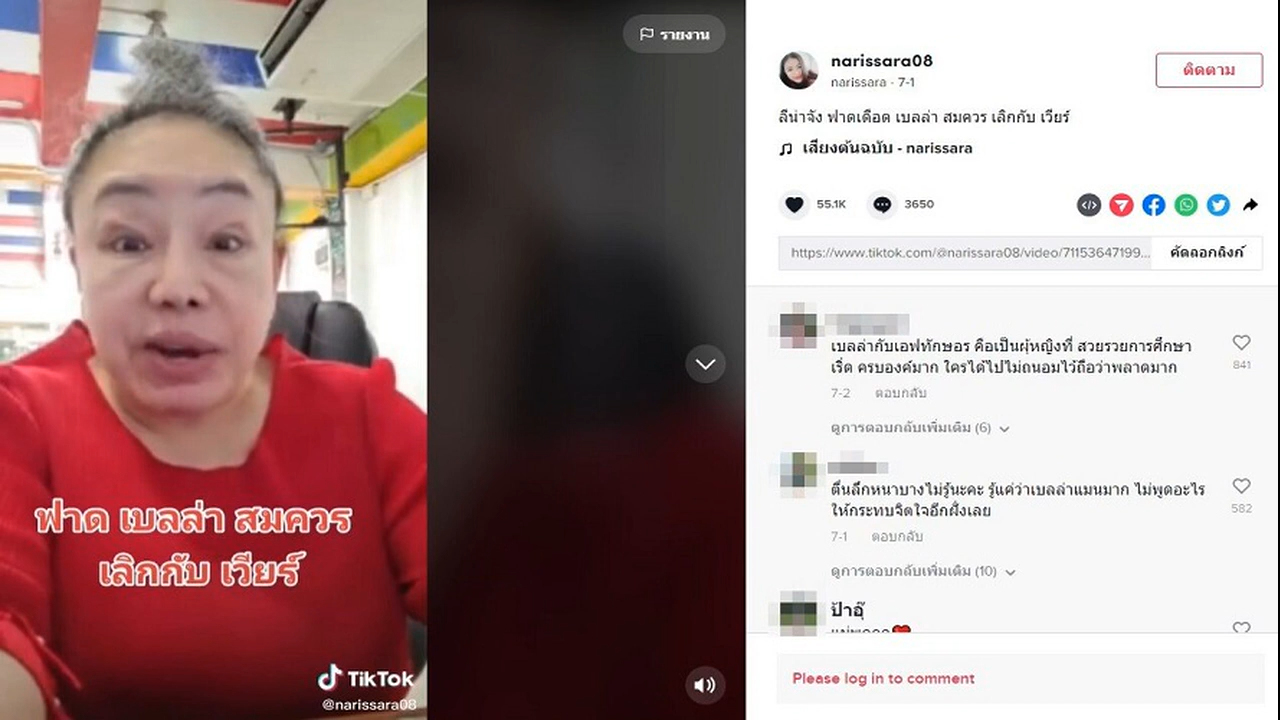 ฟาด เบลล่า สมควร
เลิกกับ เวียร์
TikTok
@narissara08
รายงาน
narissara08
narissara · 7-1
ติดตาม
ลีน่าจัง ฟาดเดือด เบลล่า สมควร เลิกกับ เวียร์
เสียงต้นฉบับ - narissara
55.1K
3650
https://www.tiktok.com/@narissara08/video/71153647199...
คัดลอกลิงก์
เบลล่ากับเอฟทักษอร คือเป็นผุ้หญิงที่ สวยรวยการศึกษา
เริ่ด ครบองค์มาก ใครได้ไปไม่ถนอมไว้ถือว่าพลาดมาก
841
7-2 ตอบกลับ
ดูการตอบกลับเพิ่มเติม (6)
ตื่นลึกหนาบางไม่รู้นะคะ รู้แค่ว่าเบลล่าแมนมาก ไม่พูดอะไร
ให้กระทบจิตใจอีกฝั่งเลย
582
7-1 ตอบกลับ
ดูการตอบกลับเพิ่มเติม (10)
ป้าอุ๊
Please log in to comment